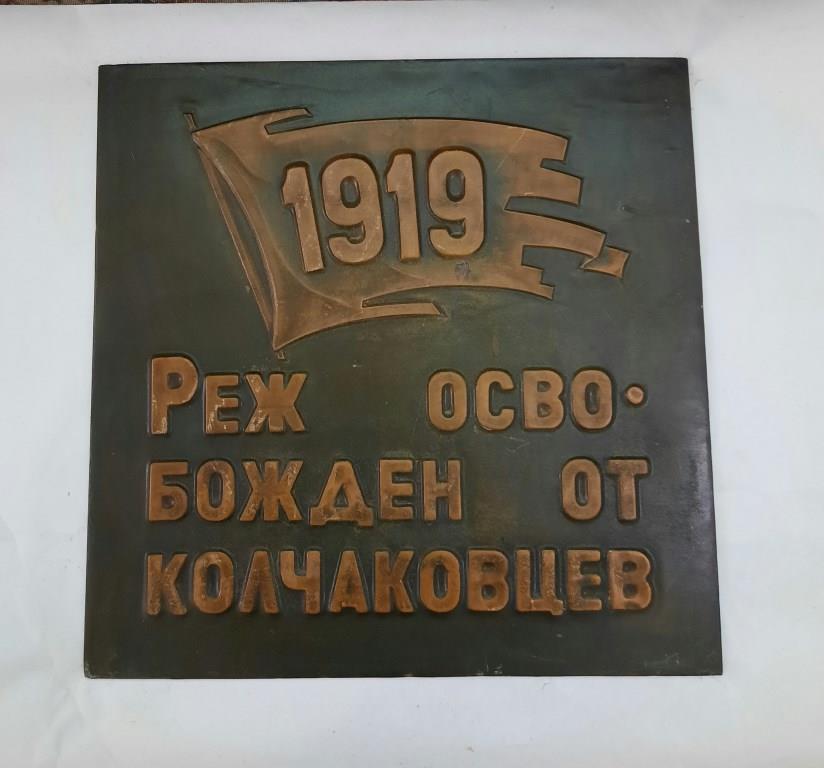 1919
Реж осво·
божден от
колчаковцев